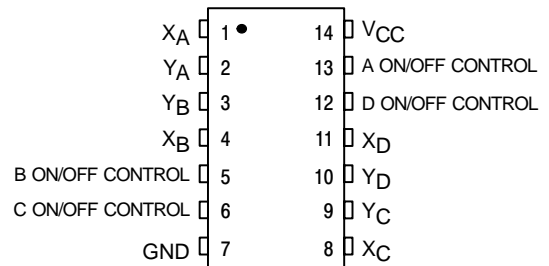 XA 1 14 VCC
YA 2 13 A ON/OFF CONTROL
YB 3 12 D ON/OFF CONTROL
XB 4 11 XD
B ON/OFF CONTROL 5 10 YD
C ON/OFF CONTROL 6 9 YC
GND 7 8 XC